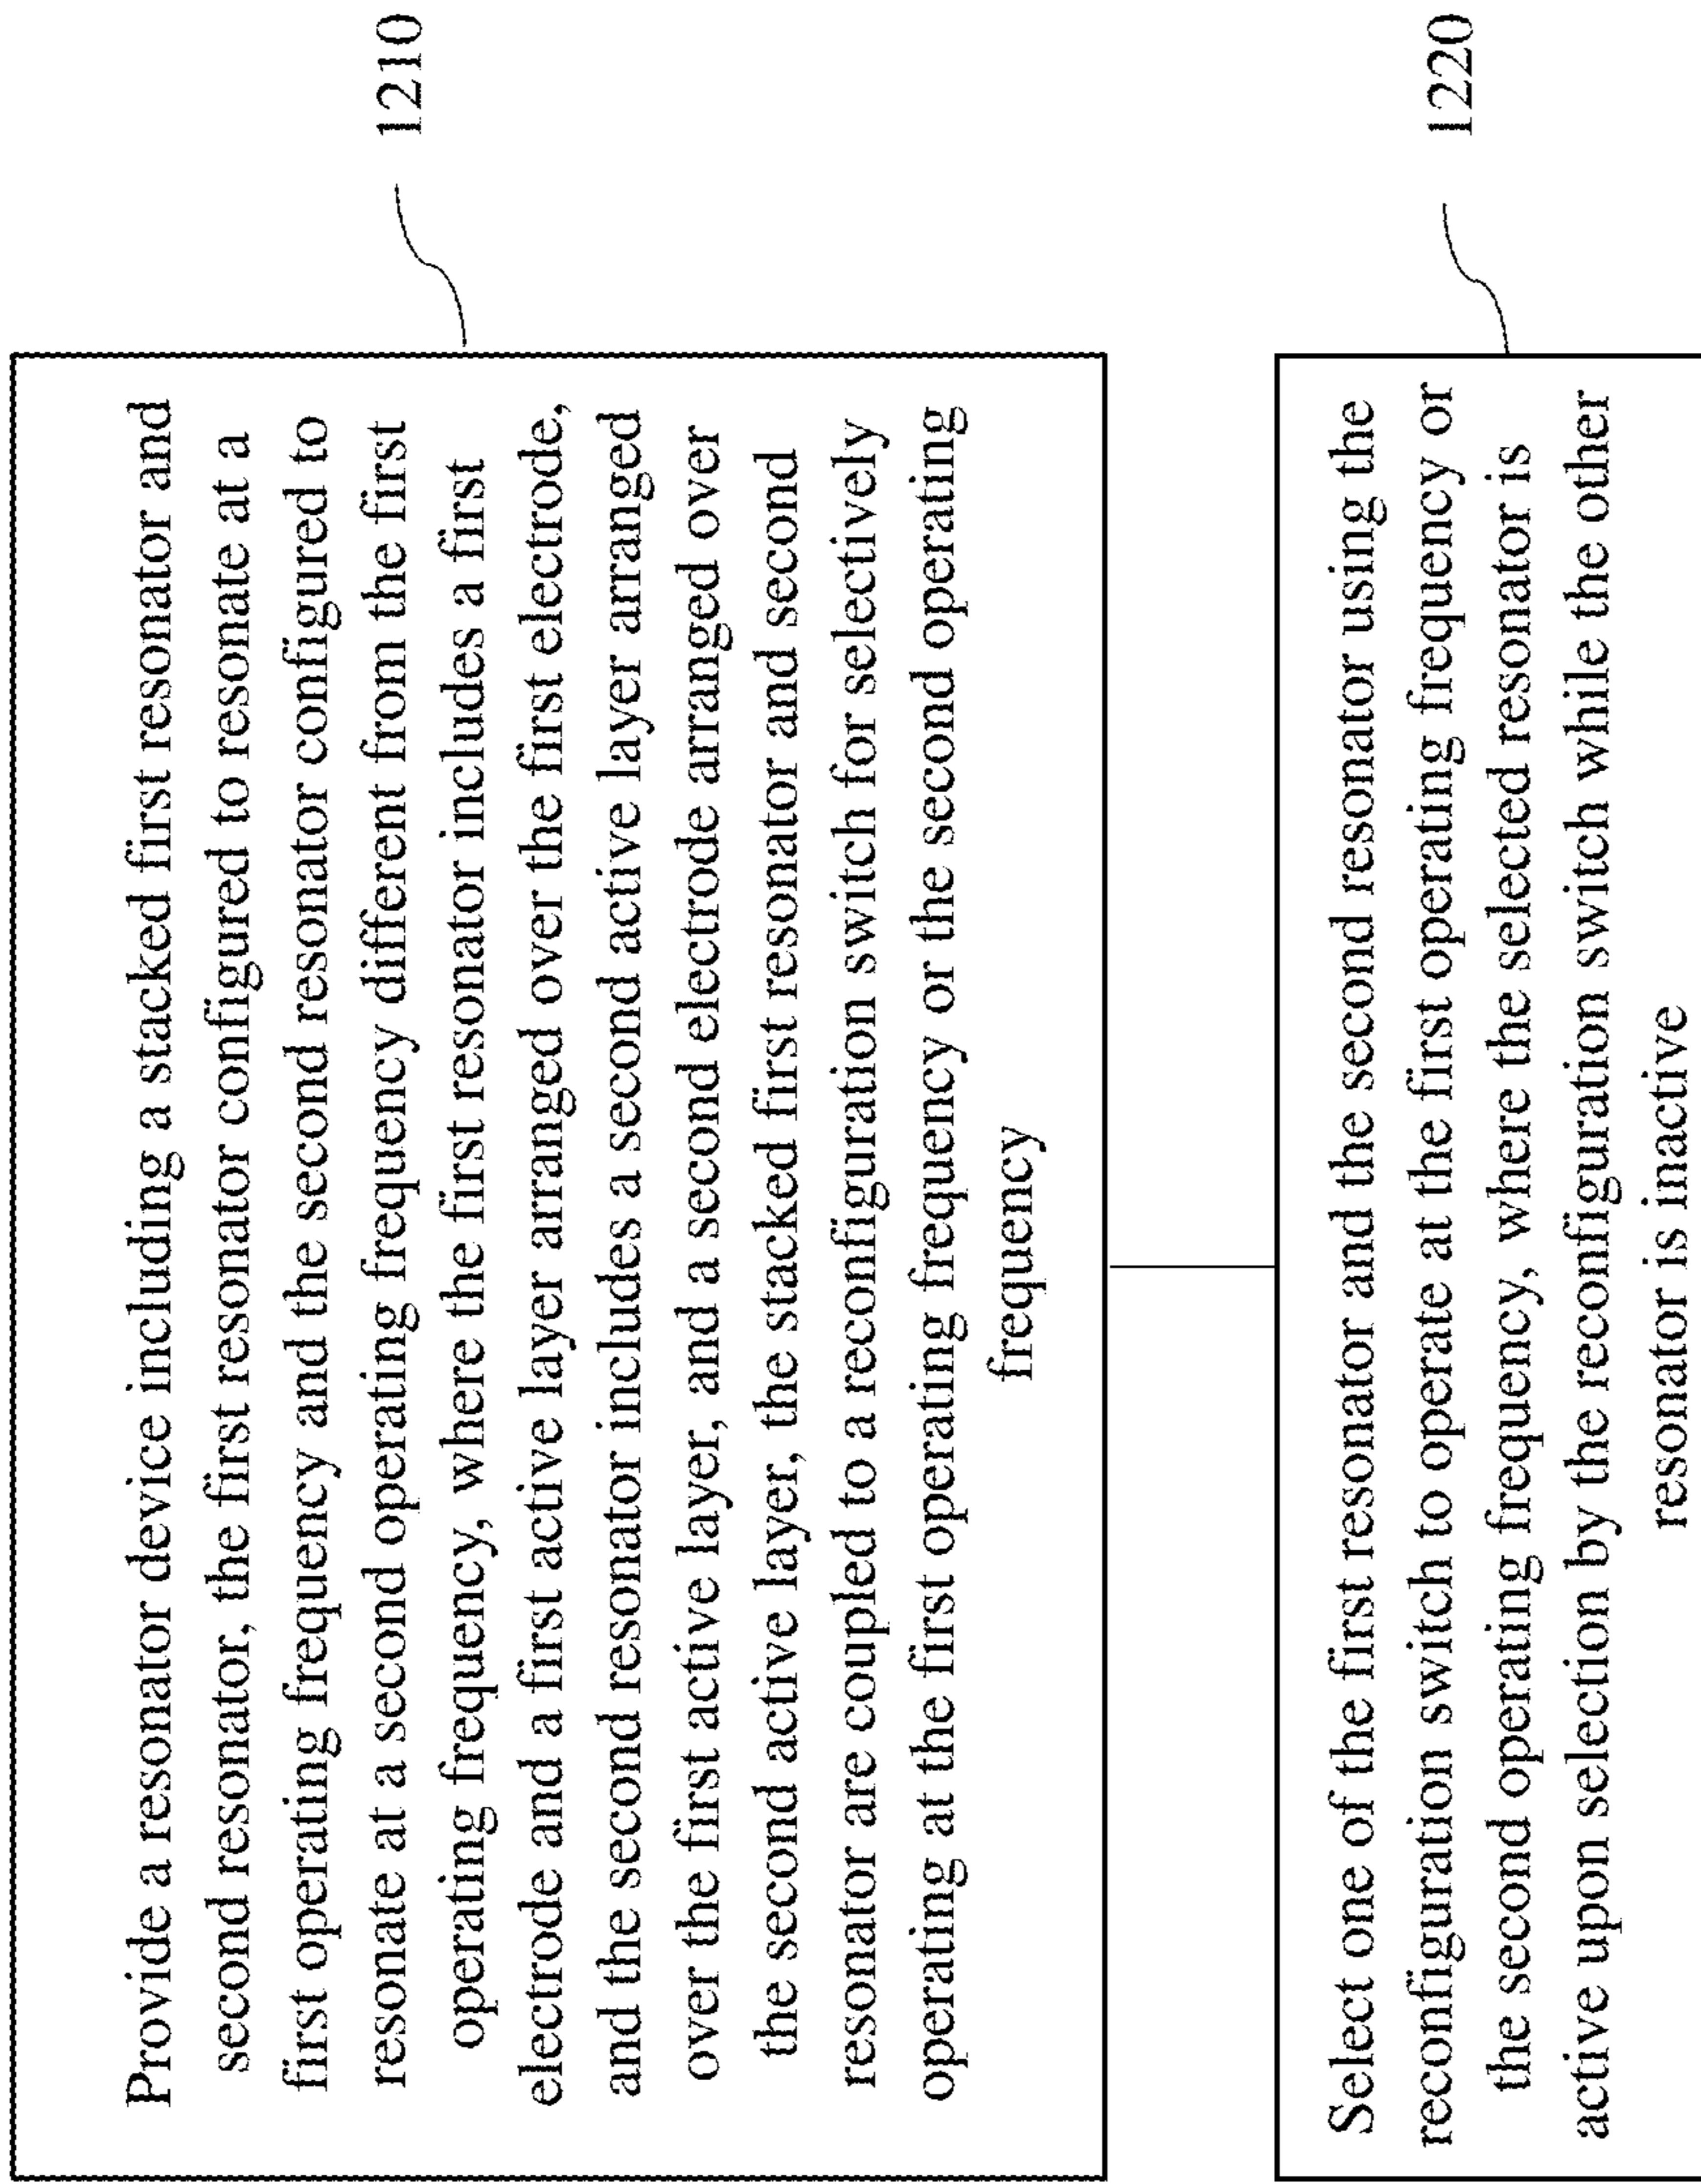 Provide a resonator device including a stacked first resonator and
second resonator, the first resonator configured to resonate at a
first operating frequency and the second resonator configured to
resonate at a second operating frequency different from the first
operating frequency, where the first resonator includes a first
electrode and a first active layer arranged over the first electrode,
and the second resonator includes a second active layer arranged
over the first active layer, and a second electrode arranged over
the second active layer, the stacked first resonator and second
resonator are coupled to a reconfiguration switch for selectively
operating at the first operating frequency or the second operating
frequency
1210
Select one of the first resonator and the second resonator using the
reconfiguration switch to operate at the first operating frequency or
the second operating frequency, where the selected resonator is
active upon selection by the reconfiguration switch while the other
resonator is inactive
1220